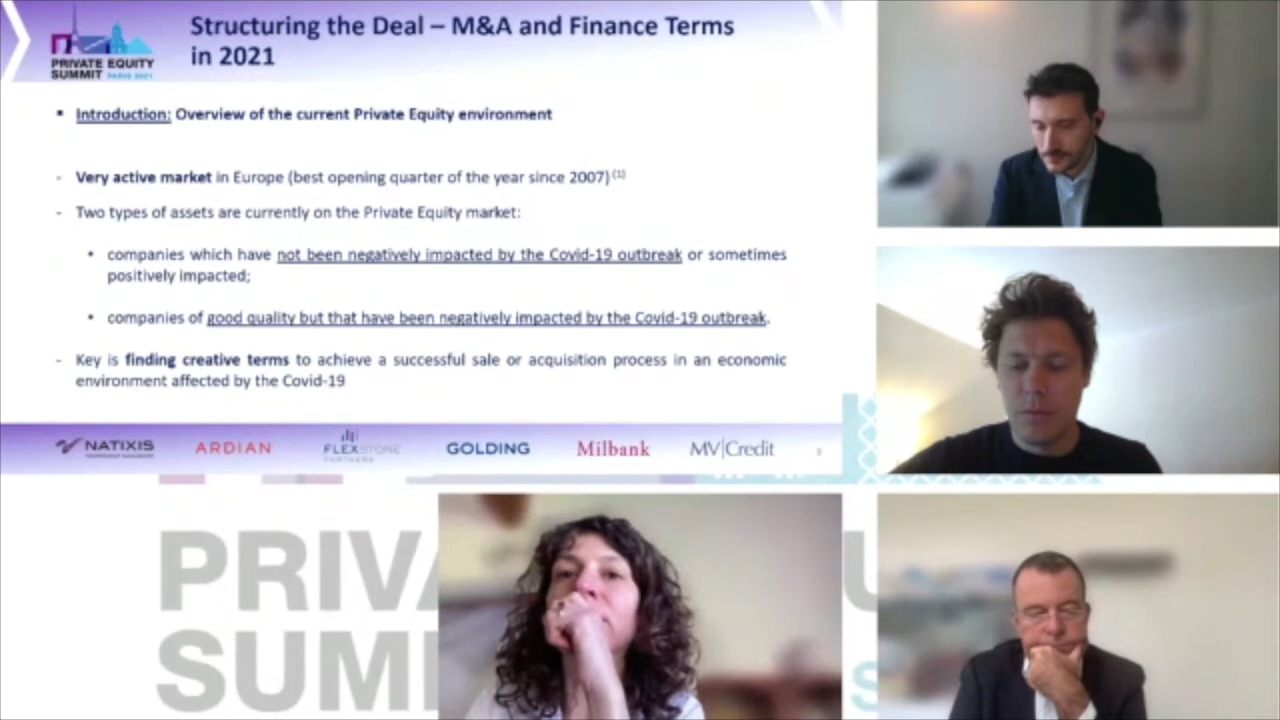 Structuring the Deal – M&A and Finance Terms
in 2021
PRIVATE EQUITY
SUMMIT PARIS 2021
▪ Introduction: Overview of the current Private Equity environment
- Very active market in Europe (best opening quarter of the year since 2007) (1)
- Two types of assets are currently on the Private Equity market:
• companies which have not been negatively impacted by the Covid-19 outbreak or sometimes
positively impacted;
• companies of good quality but that have been negatively impacted by the Covid-19 outbreak.
- Key is finding creative terms to achieve a successful sale or acquisition process in an economic
environment affected by the Covid-19
NATIXIS
ARDIAN
FLEXSTONE
PARTNERS
GOLDING
Milbank
MV|Credit
3
PRIVA U
SUMM S